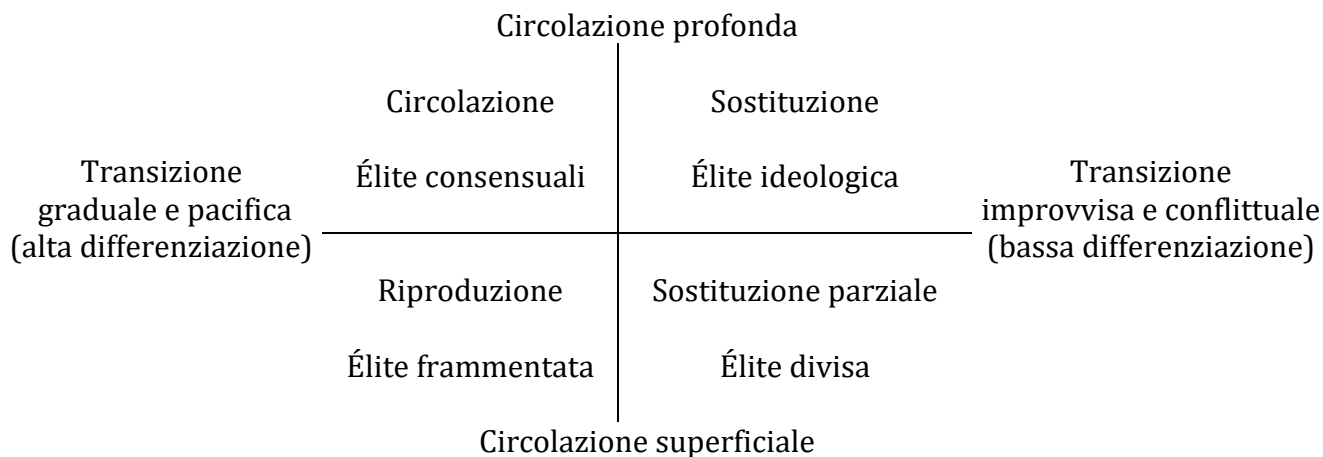 Circolazione profonda
Circolazione
Sostituzione
Élite consensuali
Élite ideologica
Transizione
graduale e pacifica
(alta differenziazione)
Transizione
improvvisa e conflittuale
(bassa differenziazione)
Riproduzione
Sostituzione parziale
Élite frammentata
Élite divisa
Circolazione superficiale